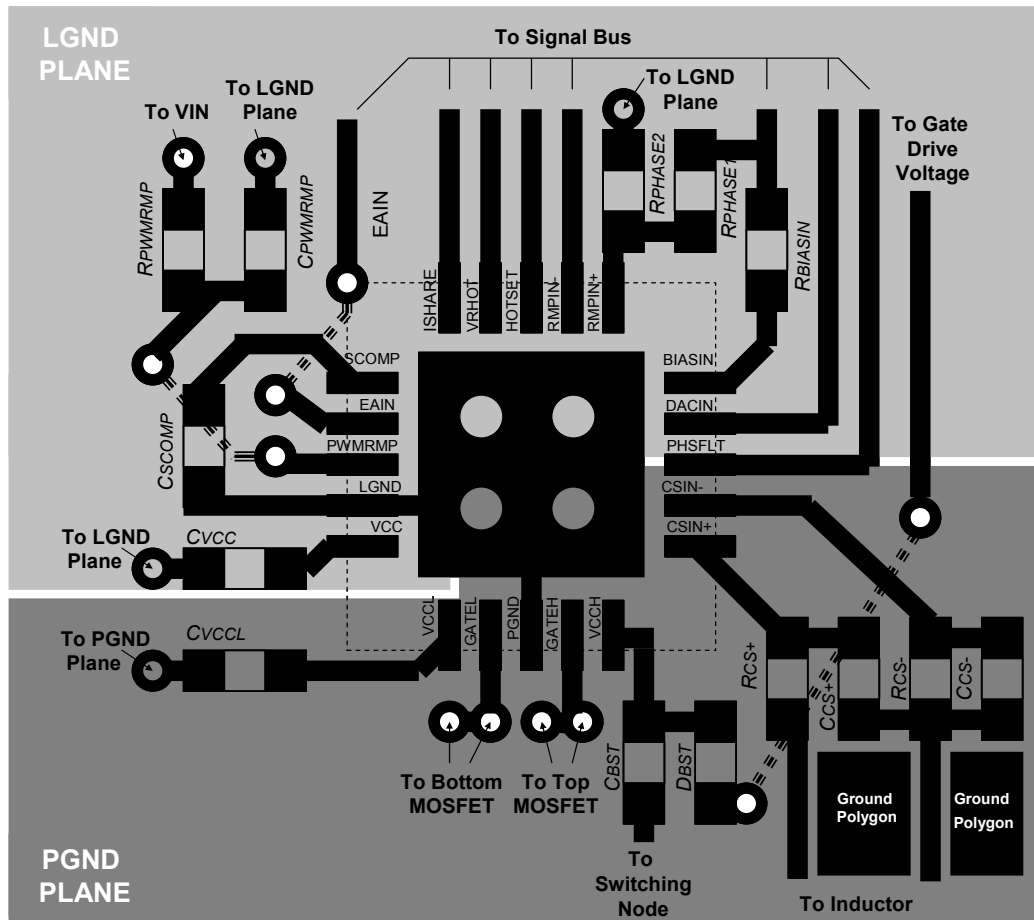 LGND
PLANE
To Signal Bus
To LGND
Plane
To VIN
To LGND
Plane
To Gate
Drive
Voltage
RPWMRMP
CPWMRMP
EAIN
RPHASE2
RPHASE1
RBIASIN
ISHARE
VRHOT
HOTSET
RMPIN-
RMPIN+
SCOMP
EAIN
PWMRMP
LGND
VCC
BIASIN
DACIN
PHSFLT
CSIN-
CSIN+
CSCOMP
To LGND
Plane
CVCC
VCCL
GATEL
PGND
GATEH
VCCH
To PGND
Plane
CVCCL
RCS+
CCS+
RCS-
CCS-
To Bottom
MOSFET
To Top
MOSFET
CBST
DBST
Ground
Polygon
Ground
Polygon
To
Switching
Node
To Inductor
PGND
PLANE